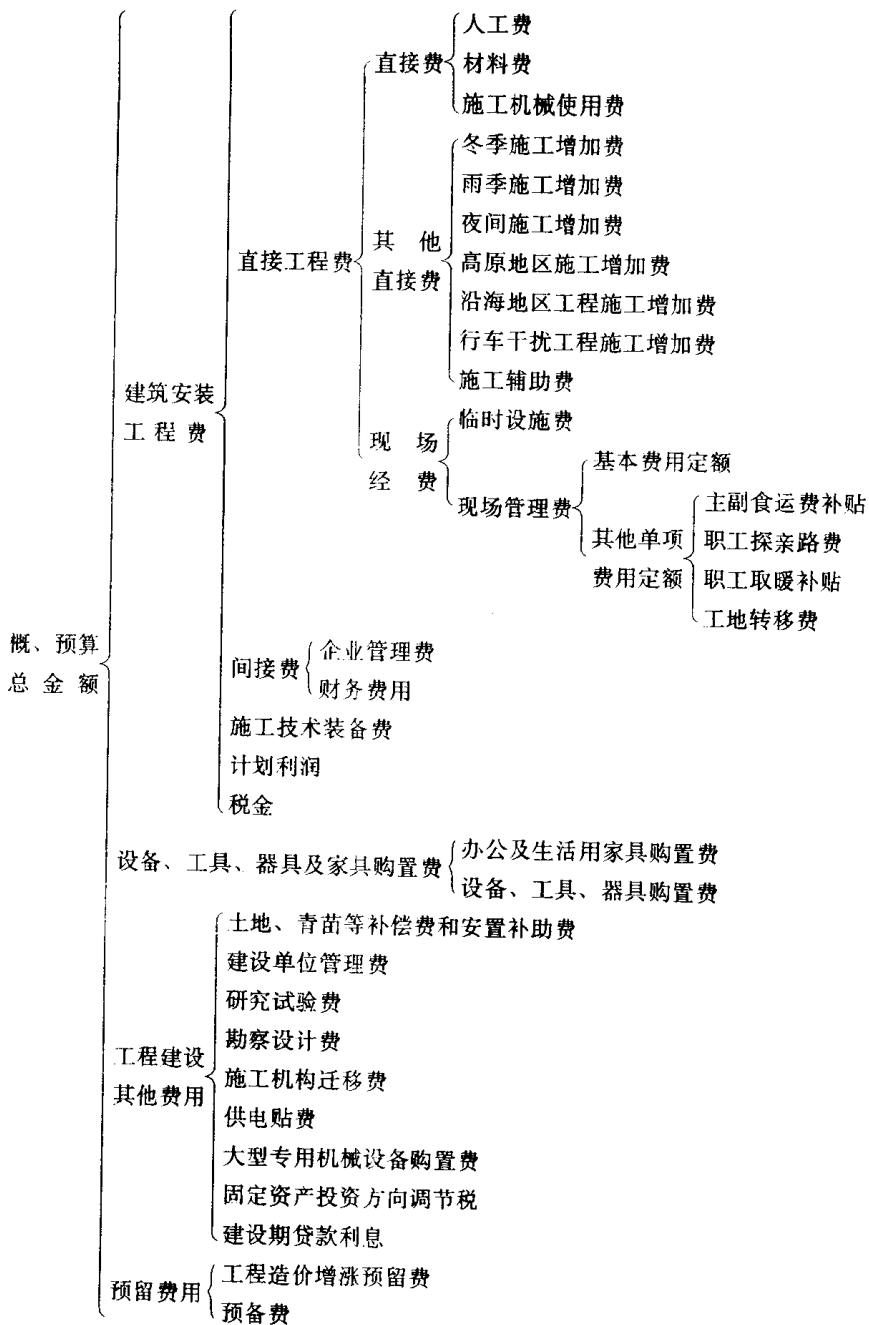 人工费
直接费
材料费
施工机械使用费
冬季施工增加费
雨季施工增加费
夜间施工增加费
其他
直接费
直接工程费
高原地区施工增加费
沿海地区工程施工增加费
行车干扰工程施工增加费
施工辅助费
建筑安装
工程费
临时设施费
现场
经费
基本费用定额
现场管理费
主副食运费补贴
其他单项
费用定额
职工探亲路费
职工取暖补贴
工地转移费
概、预算
总金额
间接费
企业管理费
财务费用
施工技术装备费
计划利润
税金
设备、工具、器具及家具购置费
办公及生活用家具购置费
设备、工具、器具购置费
土地、青苗等补偿费和安置补助费
建设单位管理费
研究试验费
勘察设计费
工程建设
其他费用
施工机构迁移费
供电贴费
大型专用机械设备购置费
固定资产投资方向调节税
建设期贷款利息
预留费用
工程造价增涨预留费
预备费